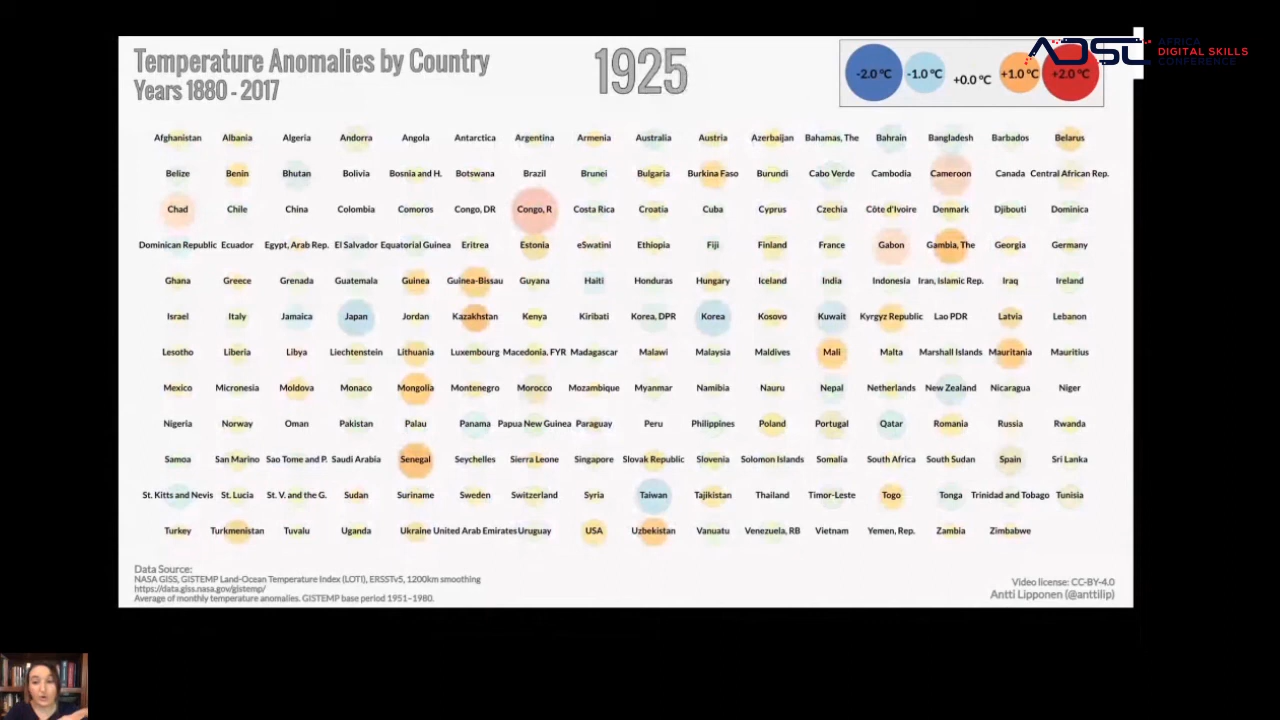 Temperature Anomalies by Country
Years 1880 - 2017
1925
-2.0 °C
-1.0 °C
+0.0 °C
+1.0 °C
+2.0 °C
ADSC
AFRICA
DIGITAL SKILLS
CONFERENCE
Afghanistan Albania Algeria Andorra Angola Antarctica Argentina Armenia Australia Austria Azerbaijan Bahamas, The Bahrain Bangladesh Barbados Belarus
Belize Benin Bhutan Bolivia Bosnia and H. Botswana Brazil Brunei Bulgaria Burkina Faso Burundi Cabo Verde Cambodia Cameroon Canada Central African Rep.
Chad Chile China Colombia Comoros Congo, DR Congo, R Costa Rica Croatia Cuba Cyprus Czechia Côte d'Ivoire Denmark Djibouti Dominica
Dominican Republic Ecuador Egypt, Arab Rep. El Salvador Equatorial Guinea Eritrea Estonia eSwatini Ethiopia Fiji Finland France Gabon Gambia, The Georgia Germany
Ghana Greece Grenada Guatemala Guinea Guinea-Bissau Guyana Haiti Honduras Hungary Iceland India Indonesia Iran, Islamic Rep. Iraq Ireland
Israel Italy Jamaica Japan Jordan Kazakhstan Kenya Kiribati Korea, DPR Korea Kosovo Kuwait Kyrgyz Republic Lao PDR Latvia Lebanon
Lesotho Liberia Libya Liechtenstein Lithuania Luxembourg Macedonia, FYR Madagascar Malawi Malaysia Maldives Mali Malta Marshall Islands Mauritania Mauritius
Mexico Micronesia Moldova Monaco Mongolia Montenegro Morocco Mozambique Myanmar Namibia Nauru Nepal Netherlands New Zealand Nicaragua Niger
Nigeria Norway Oman Pakistan Palau Panama Papua New Guinea Paraguay Peru Philippines Poland Portugal Qatar Romania Russia Rwanda
Samoa San Marino Sao Tome and P. Saudi Arabia Senegal Seychelles Sierra Leone Singapore Slovak Republic Slovenia Solomon Islands Somalia South Africa South Sudan Spain Sri Lanka
St. Kitts and Nevis St. Lucia St. V. and the G. Sudan Suriname Sweden Switzerland Syria Taiwan Tajikistan Thailand Timor-Leste Togo Tonga Trinidad and Tobago Tunisia
Turkey Turkmenistan Tuvalu Uganda Ukraine United Arab Emirates Uruguay USA Uzbekistan Vanuatu Venezuela, RB Vietnam Yemen, Rep. Zambia Zimbabwe
Data Source:
NASA GISS, GISTEMP Land-Ocean Temperature Index (LOTI), ERSSTv5, 1200km smoothing
https://data.giss.nasa.gov/gistemp/
Average of monthly temperature anomalies. GISTEMP base period 1951-1980.
Video license: CC-BY-4.0
Antti Lipponen (@anttilip)